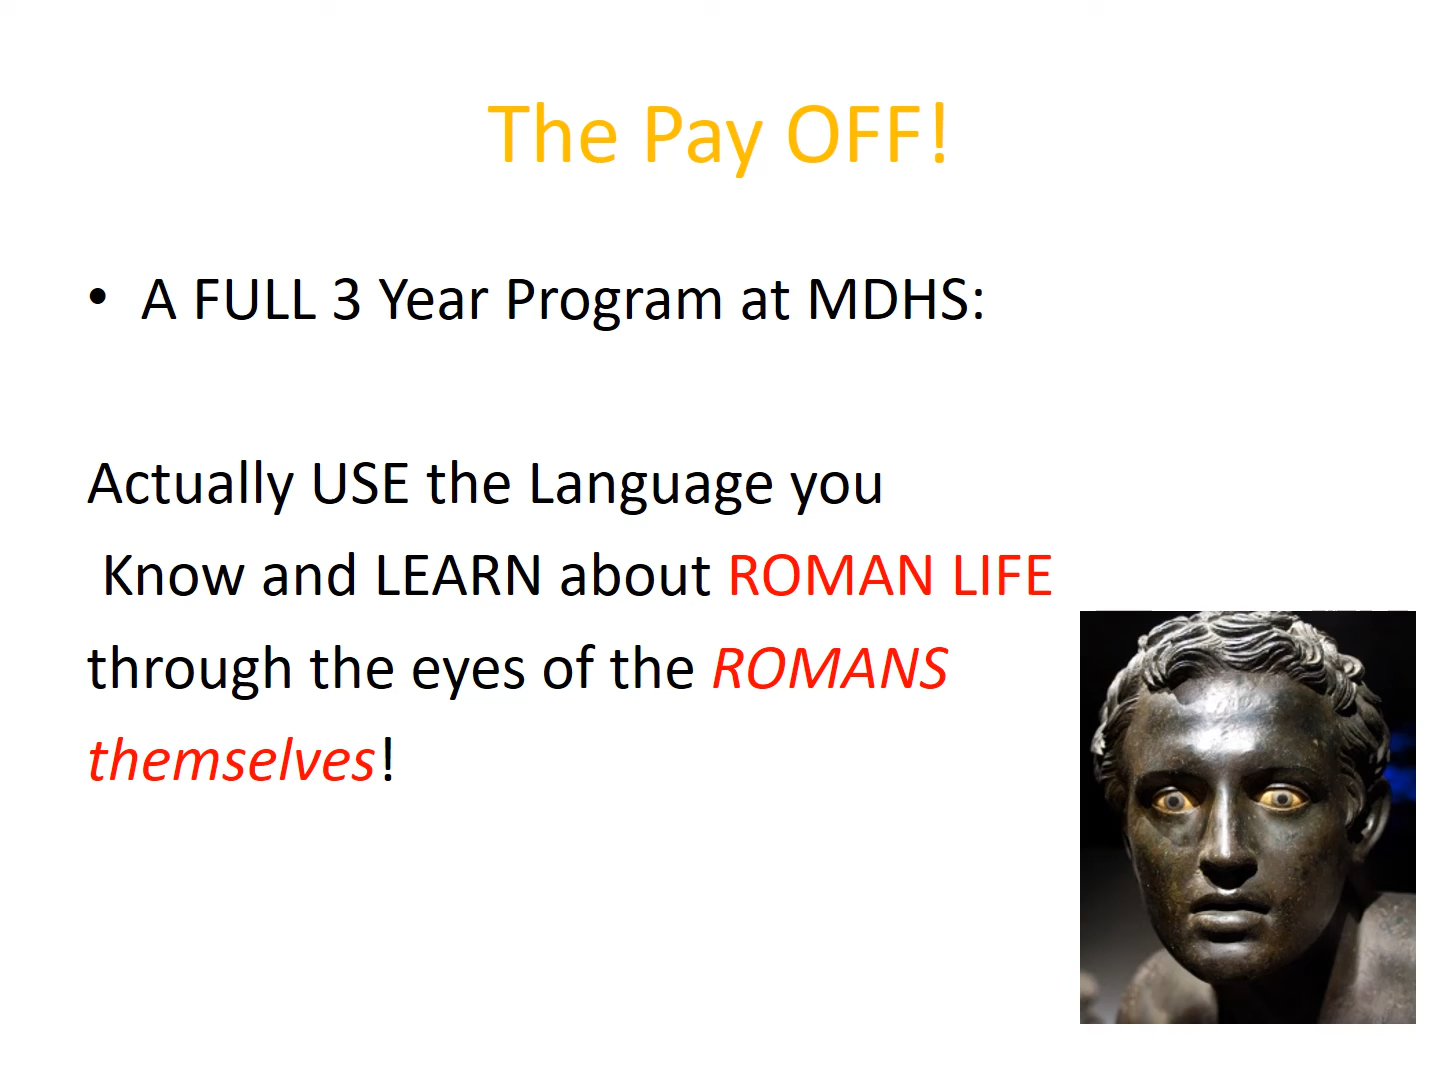 The Pay OFF!
• A FULL 3 Year Program at MDHS:
Actually USE the Language you
Know and LEARN about ROMAN LIFE
through the eyes of the ROMANS
themselves!